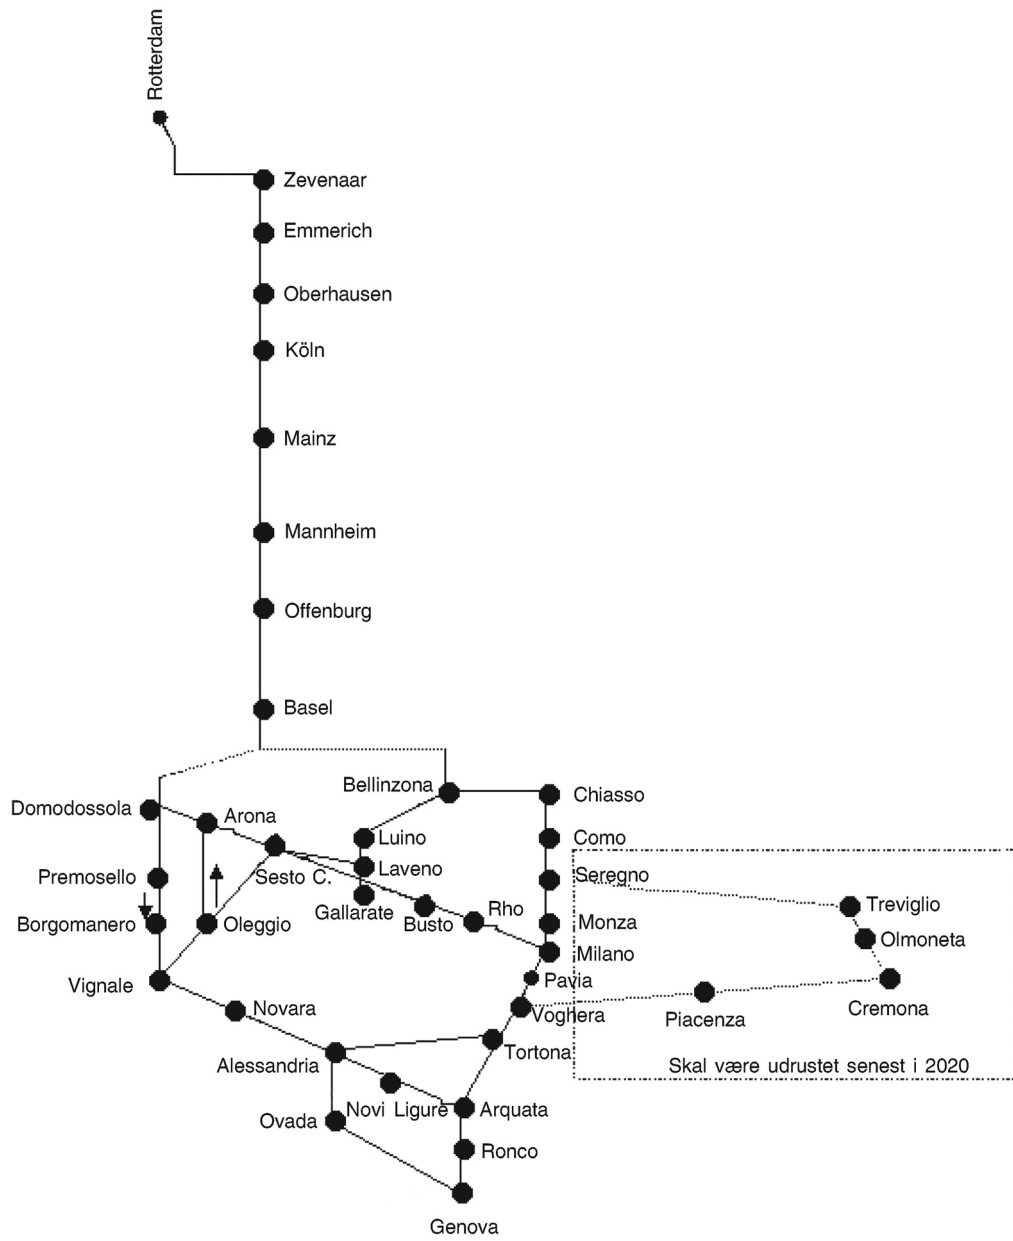 Rotterdam
Zevenaar
Emmerich
Oberhausen
Köln
Mainz
Mannheim
Offenburg
Basel
Bellinzona
Chiasso
Domodossola
Arona
Luino
Como
Sesto C.
Laveno
Premosello
Seregno
Gallarate
Busto
Rho
Treviglio
Borgomanero
Oleggio
Monza
Olmoneta
Milano
Vignale
Pavia
Cremona
Novara
Voghera
Piacenza
Alessandria
Tortona
Skal være udrustet senest i 2020
Novi Ligure
Arquata
Ovada
Ronco
Genova